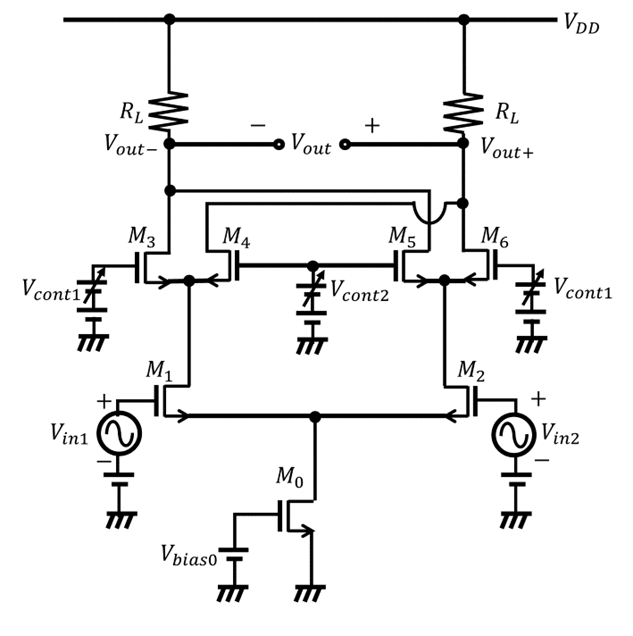 V_DD
R_L
R_L
− V_out +
V_out−
V_out+
M_3
M_4
M_5
M_6
V_cont1
V_cont2
V_cont1
M_1
M_2
+
+
V_in1
V_in2
−
−
M_0
V_bias0